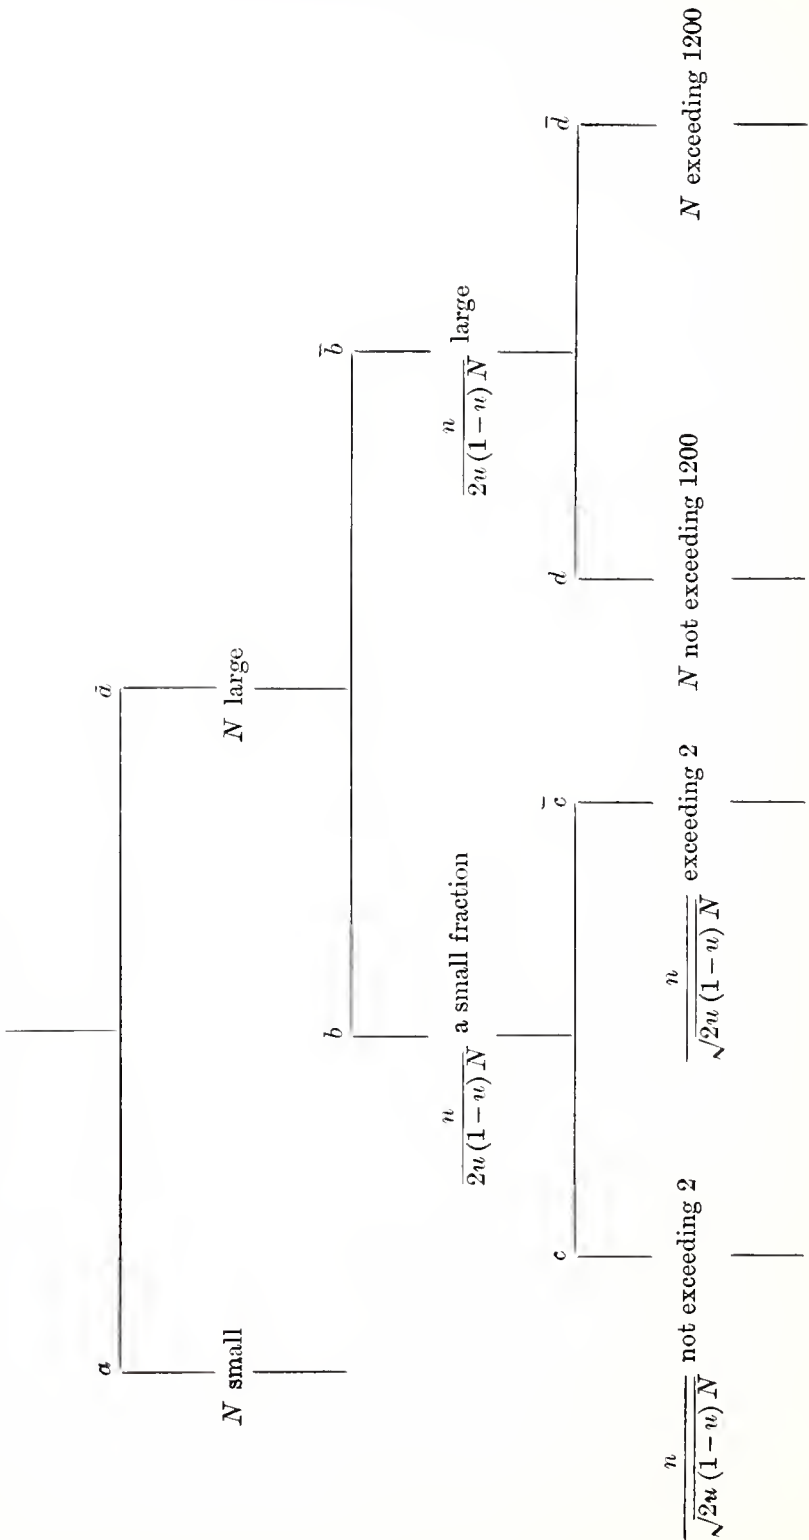 a
ā
N small
N large
b
b̄
n / 2u (1 − u) N a small fraction
n / 2u (1 − u) N large
c
c̄
d
d̄
n / √2u (1 − u) N not exceeding 2
n / √2u (1 − u) N exceeding 2
N not exceeding 1200
N exceeding 1200